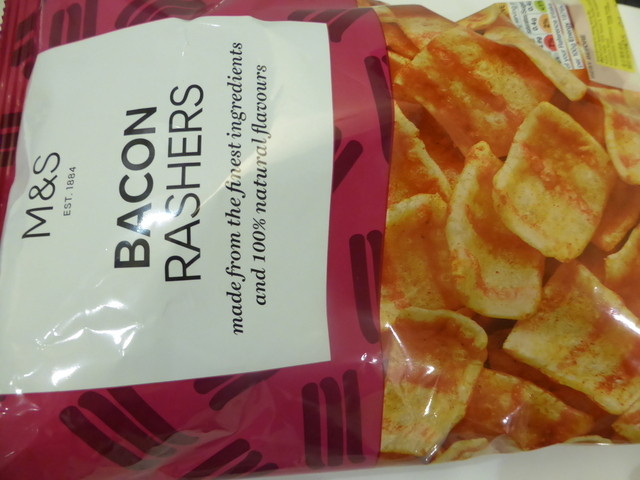 M&S
EST. 1884
BACON
RASHERS
made from the finest ingredients
and 100% natural flavours